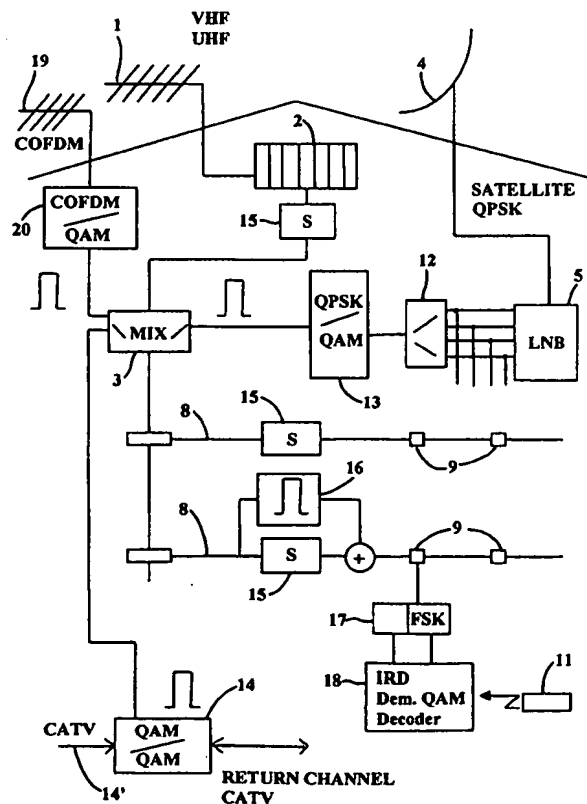 1
VHF
UHF
19
4
2
COFDM
SATELLITE
QPSK
COFDM
QAM
20
15
S
12
5
MIX
3
QPSK
QAM
13
LNB
8
15
S
9
16
8
S
15
9
17
FSK
18
IRD
Dem. QAM
Decoder
11
14
CATV
QAM
QAM
14'
RETURN CHANNEL
CATV